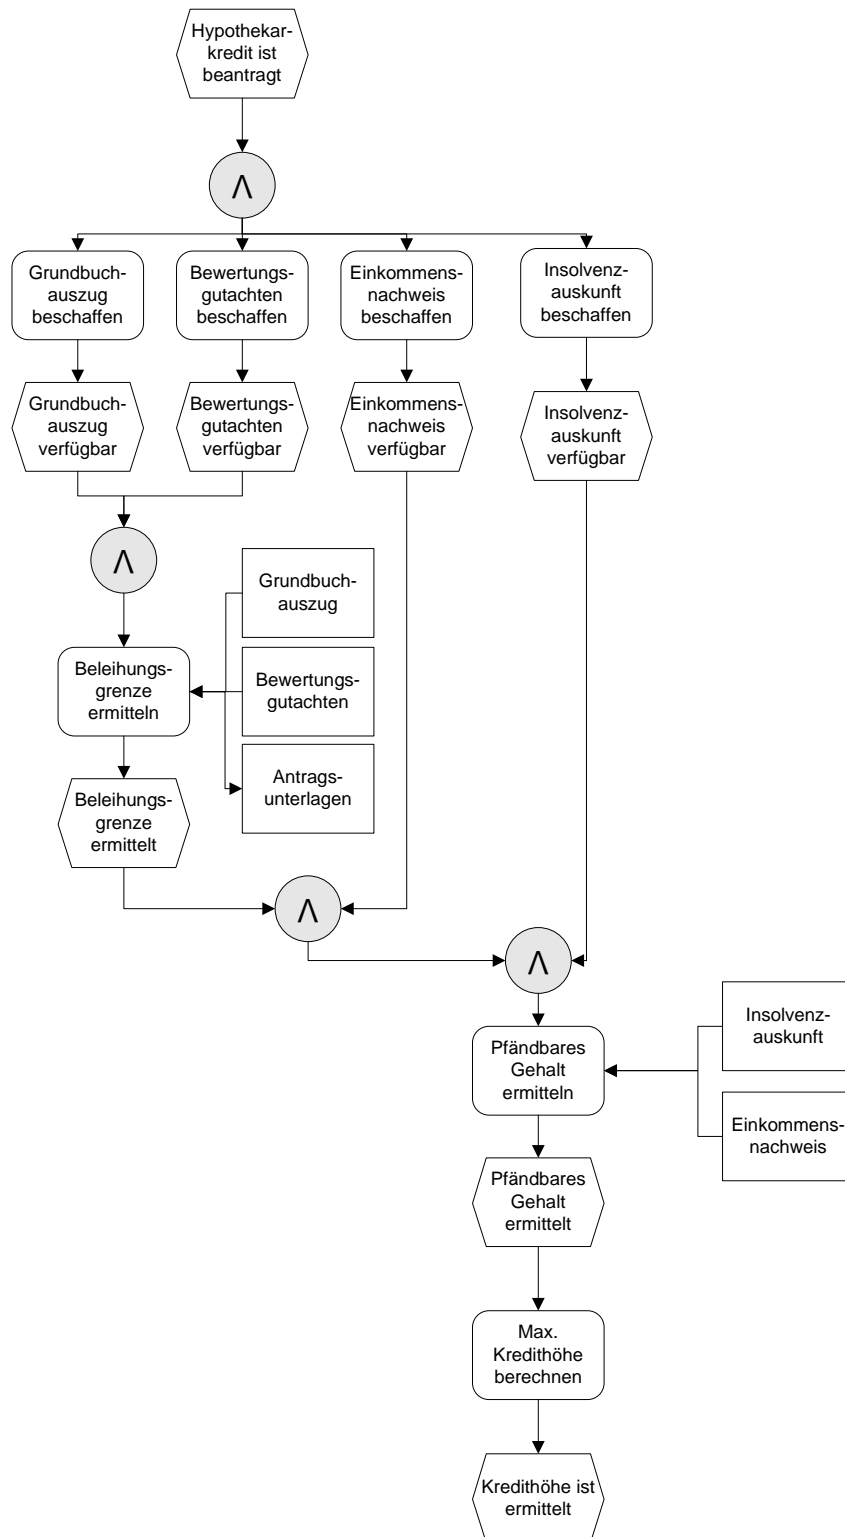 Hypothekar-
kredit ist
beantragt
Λ
Grundbuch-
auszug
beschaffen
Bewertungs-
gutachten
beschaffen
Einkommens-
nachweis
beschaffen
Insolvenz-
auskunft
beschaffen
Grundbuch-
auszug
verfügbar
Bewertungs-
gutachten
verfügbar
Einkommens-
nachweis
verfügbar
Insolvenz-
auskunft
verfügbar
Λ
Grundbuch-
auszug
Beleihungs-
grenze
ermitteln
Bewertungs-
gutachten
Antrags-
unterlagen
Beleihungs-
grenze
ermittelt
Λ
Λ
Insolvenz-
auskunft
Pfändbares
Gehalt
ermitteln
Einkommens-
nachweis
Pfändbares
Gehalt
ermittelt
Max.
Kredithöhe
berechnen
Kredithöhe ist
ermittelt